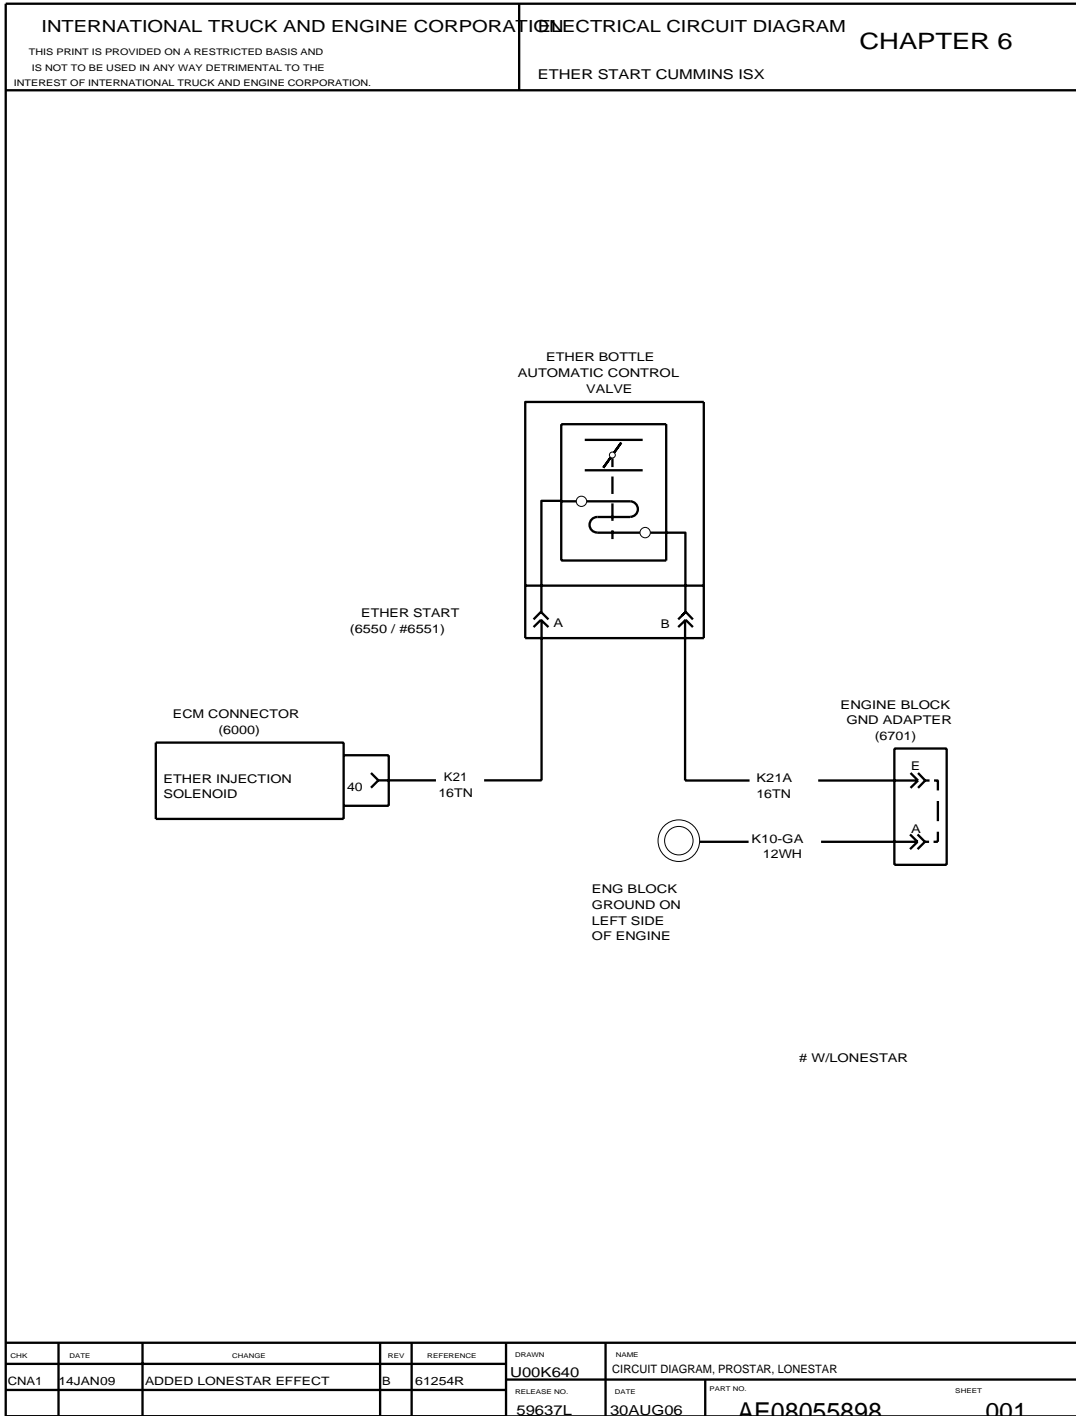 INTERNATIONAL TRUCK AND ENGINE CORPORATION
THIS PRINT IS PROVIDED ON A RESTRICTED BASIS AND
IS NOT TO BE USED IN ANY WAY DETRIMENTAL TO THE
INTEREST OF INTERNATIONAL TRUCK AND ENGINE CORPORATION.
ELECTRICAL CIRCUIT DIAGRAM
CHAPTER 6
ETHER START CUMMINS ISX
ETHER BOTTLE
AUTOMATIC CONTROL
VALVE
ETHER START
(6550 / #6551)
A
B
ECM CONNECTOR
(6000)
ETHER INJECTION
SOLENOID
40
K21
16TN
ENGINE BLOCK
GND ADAPTER
(6701)
E
K21A
16TN
A
K10-GA
12WH
ENG BLOCK
GROUND ON
LEFT SIDE
OF ENGINE
# W/LONESTAR
CHK DATE CHANGE REV REFERENCE
CNA1 14JAN09 ADDED LONESTAR EFFECT B 61254R
DRAWN
U00K640
NAME
CIRCUIT DIAGRAM, PROSTAR, LONESTAR
RELEASE NO.
59637L
DATE
30AUG06
PART NO.
AE08055898
SHEET
001